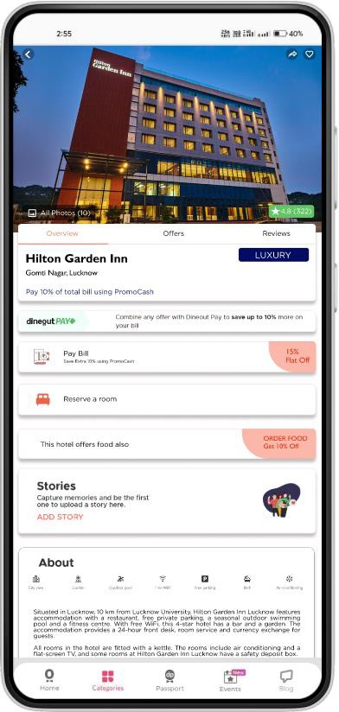 2:55
40%
Hilton
Garden Inn
All Photos (10)
★4.8 (322)
Overview Offers Reviews
Hilton Garden Inn
LUXURY
Gomti Nagar, Lucknow
Pay 10% of total bill using PromoCash
dineout PAY
Combine any offer with Dineout Pay to save up to 10% more on
your bill
Pay Bill
Save Extra 10% using PromoCash
15%
Flat Off
Reserve a room
This hotel offers food also
ORDER FOOD
Get 10% Off
Stories
Capture memories and be the first
one to upload a story here.
ADD STORY
About
Free parking
Bar
Air conditioning
Situated in Lucknow, 10 km from Lucknow University, Hilton Garden Inn Lucknow features
accommodation with a restaurant, free private parking, a seasonal outdoor swimming
pool and a fitness centre. With free WiFi, this 4-star hotel has a bar and a garden. The
accommodation provides a 24-hour front desk, room service and currency exchange for
guests.
All rooms in the hotel are fitted with a kettle. The rooms include air conditioning and a
flat-screen TV, and some rooms at Hilton Garden Inn Lucknow have a safety deposit box.
New
Home Categories Passport Events Blog